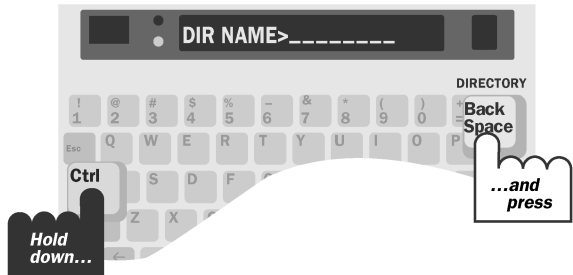 DIR NAME>________
DIRECTORY
! @ # $ % – & * ( ) +
1 2 3 4 5 6 7 8 9 0 =
Back
Space
Esc Q W E R T Y U I O P
Ctrl
S D F
Z X
←
...and
press
Hold
down...